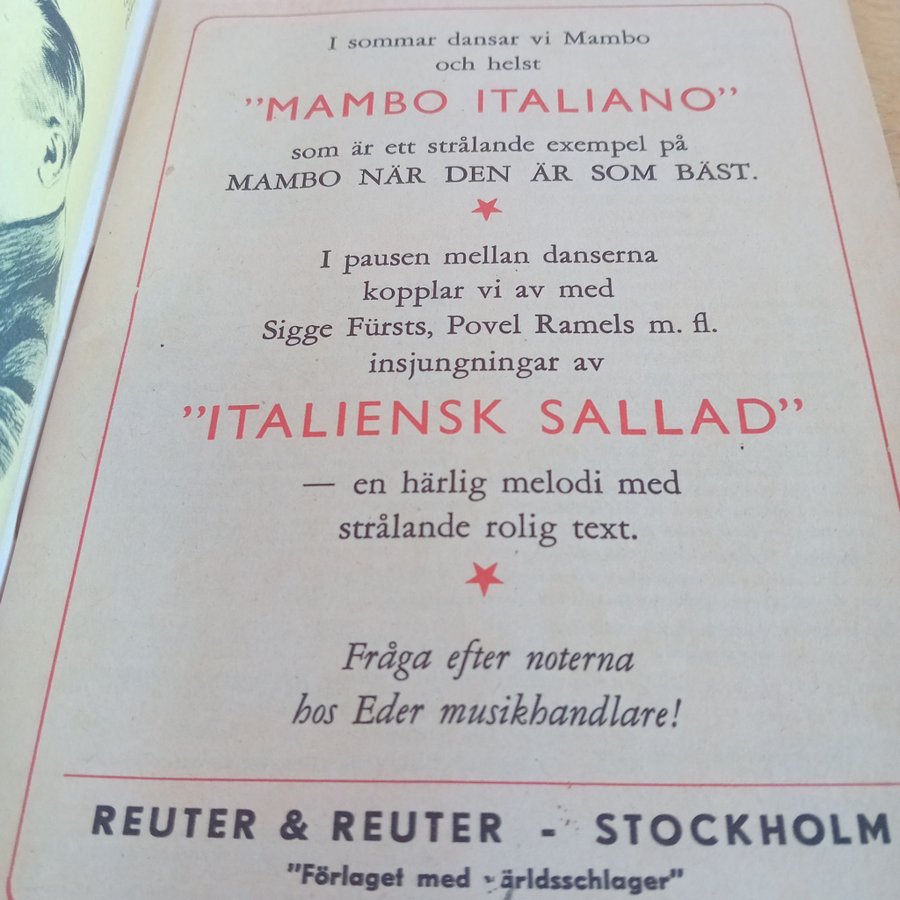 I sommar dansar vi Mambo
och helst
”MAMBO ITALIANO”
som är ett strålande exempel på
MAMBO NÄR DEN ÄR SOM BÄST.
I pausen mellan danserna
kopplar vi av med
Sigge Fürsts, Povel Ramels m. fl.
insjungningar av
”ITALIENSK SALLAD”
— en härlig melodi med
strålande rolig text.
Fråga efter noterna
hos Eder musikhandlare!
REUTER & REUTER - STOCKHOLM
”Förlaget med världsschlager”